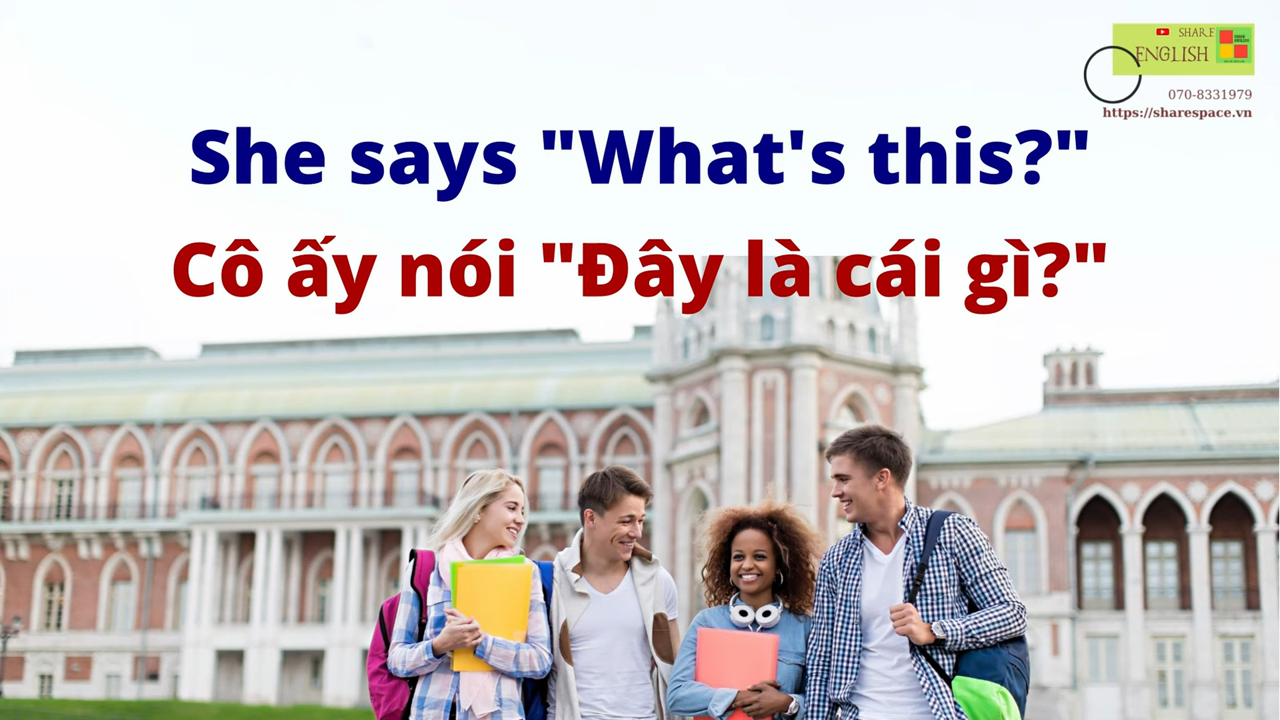 SHARE
ENGLISH
070-8331979
https://sharespace.vn
She says "What's this?"
Cô ấy nói "Đây là cái gì?"